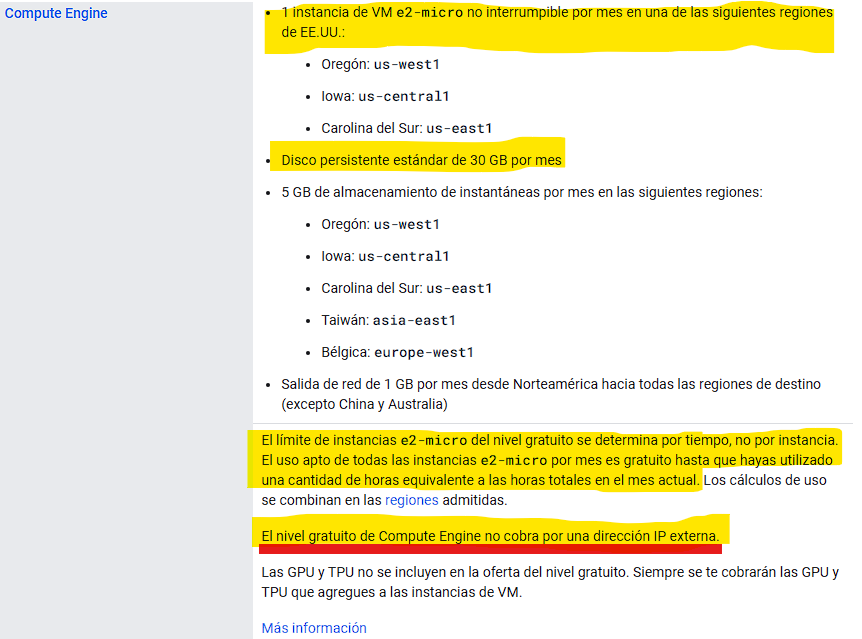 Compute Engine
1 instancia de VM e2-micro no interrumpible por mes en una de las siguientes regiones
de EE.UU.:
Oregón: us-west1
Iowa: us-central1
Carolina del Sur: us-east1
Disco persistente estándar de 30 GB por mes
5 GB de almacenamiento de instantáneas por mes en las siguientes regiones:
Oregón: us-west1
Iowa: us-central1
Carolina del Sur: us-east1
Taiwán: asia-east1
Bélgica: europe-west1
Salida de red de 1 GB por mes desde Norteamérica hacia todas las regiones de destino
(excepto China y Australia)
El límite de instancias e2-micro del nivel gratuito se determina por tiempo, no por instancia.
El uso apto de todas las instancias e2-micro por mes es gratuito hasta que hayas utilizado
una cantidad de horas equivalente a las horas totales en el mes actual. Los cálculos de uso
se combinan en las regiones admitidas.
El nivel gratuito de Compute Engine no cobra por una dirección IP externa.
Las GPU y TPU no se incluyen en la oferta del nivel gratuito. Siempre se te cobrarán las GPU y
TPU que agregues a las instancias de VM.
Más información